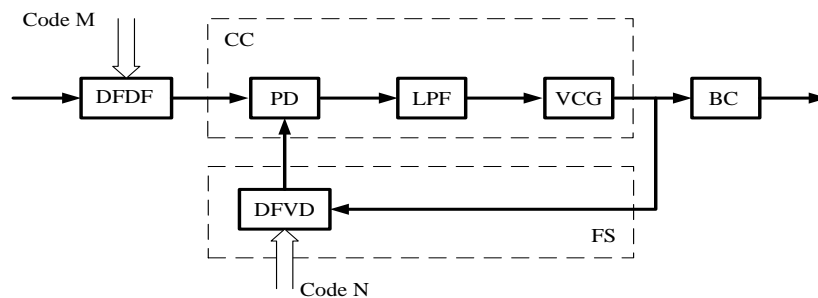 Code M
CC
DFDF
PD
LPF
VCG
BC
DFVD
FS
Code N